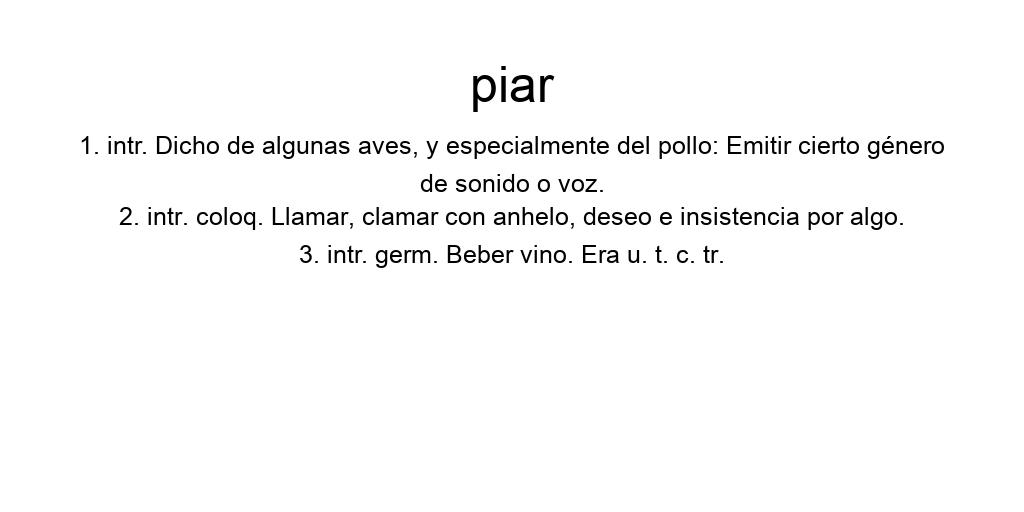 piar
1. intr. Dicho de algunas aves, y especialmente del pollo: Emitir cierto género
de sonido o voz.
2. intr. coloq. Llamar, clamar con anhelo, deseo e insistencia por algo.
3. intr. germ. Beber vino. Era u. t. c. tr.